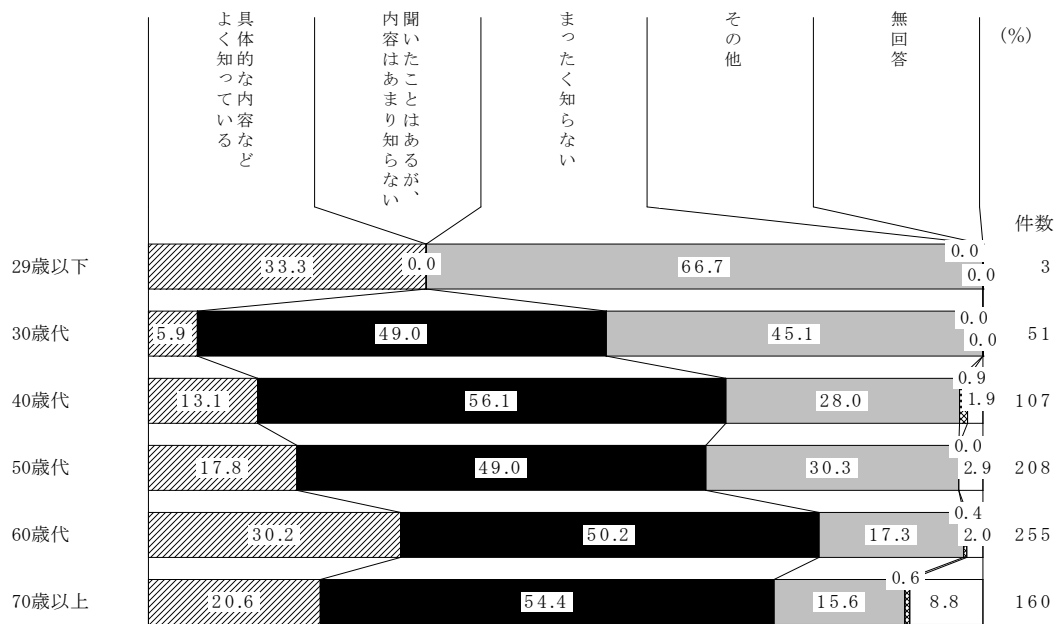 具体的な内容など
よく知っている
聞いたことはあるが、
内容はあまり知らない
まったく知らない
その他
無回答
(%)
件数
29歳以下 33.3 0.0 66.7 0.0 0.0 3
30歳代 5.9 49.0 45.1 0.0 0.0 51
40歳代 13.1 56.1 28.0 0.9 1.9 107
50歳代 17.8 49.0 30.3 0.0 2.9 208
60歳代 30.2 50.2 17.3 0.4 2.0 255
70歳以上 20.6 54.4 15.6 0.6 8.8 160